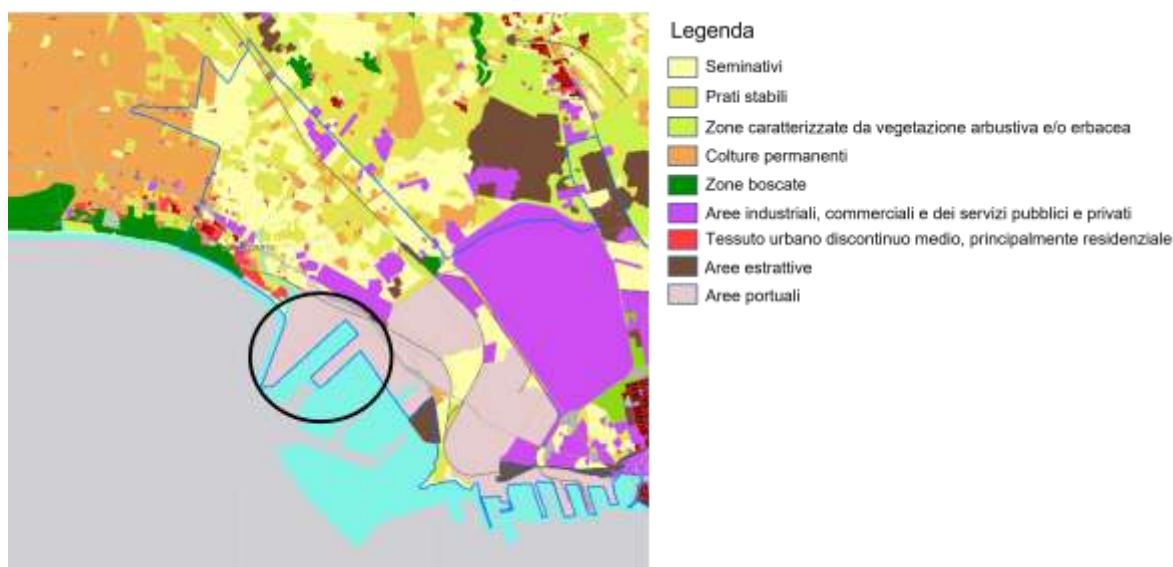 Legenda
Seminativi
Prati stabili
Zone caratterizzate da vegetazione arbustiva e/o erbacea
Colture permanenti
Zone boscate
Aree industriali, commerciali e dei servizi pubblici e privati
Tessuto urbano discontinuo medio, principalmente residenziale
Aree estrattive
Aree portuali